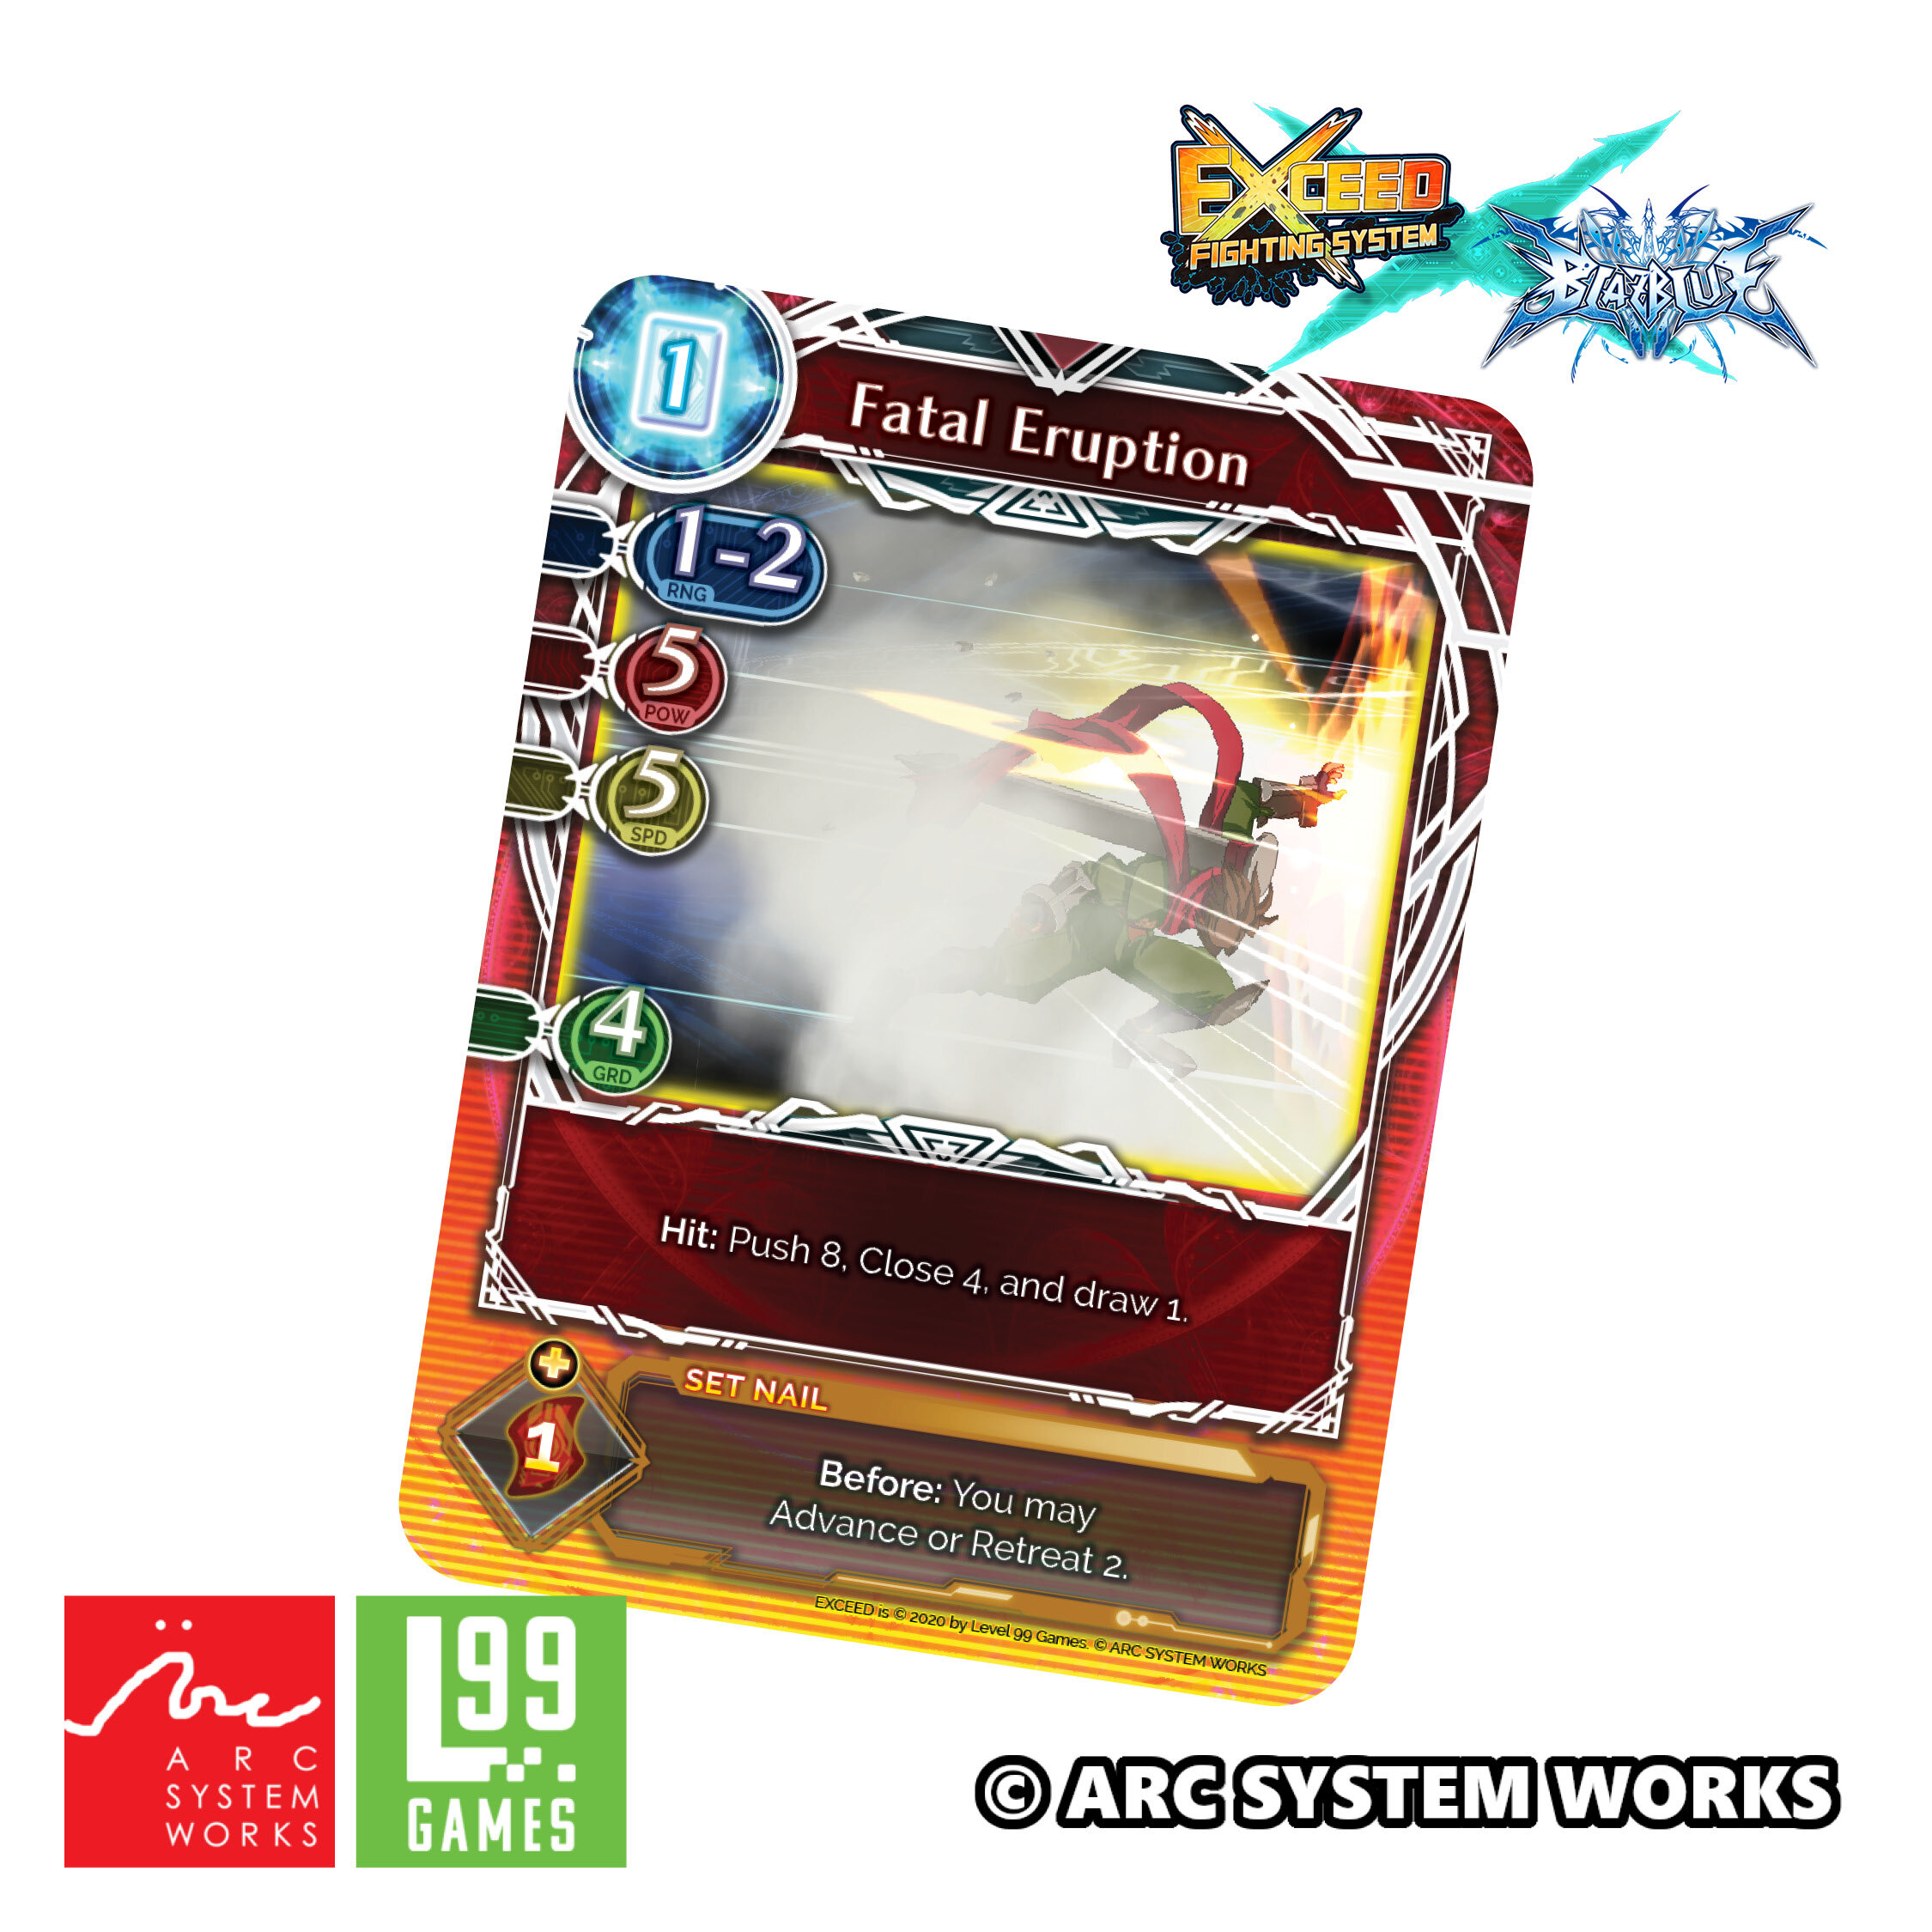 EXCEED
FIGHTING SYSTEM
BLAZBLUE
1
Fatal Eruption
1-2
RNG
5
POW
5
SPD
4
GRD
Hit: Push 8, Close 4, and draw 1.
+
1
SET NAIL
Before: You may
Advance or Retreat 2.
EXCEED is © 2020 by Level 99 Games. © ARC SYSTEM WORKS
Arc
ARC
SYSTEM
WORKS
L99
GAMES
© ARC SYSTEM WORKS